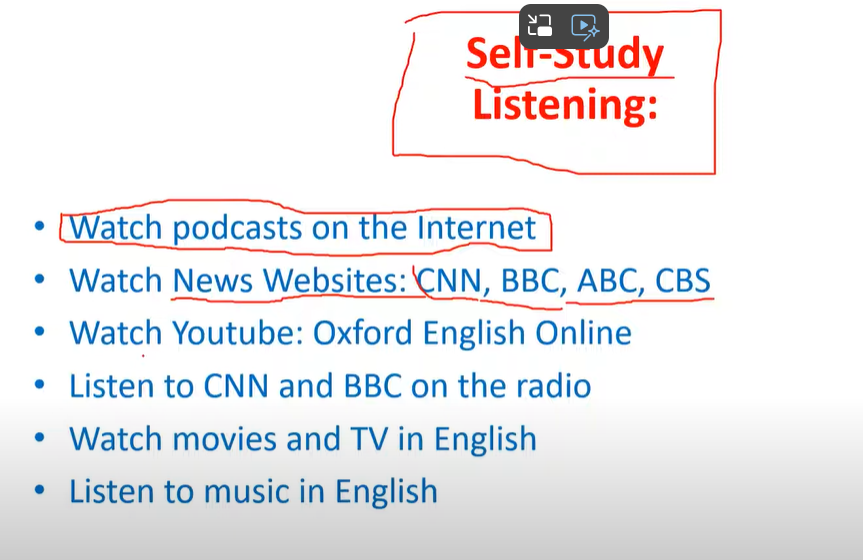 Self-Study
Listening:
• Watch podcasts on the Internet
• Watch News Websites: CNN, BBC, ABC, CBS
• Watch Youtube: Oxford English Online
• Listen to CNN and BBC on the radio
• Watch movies and TV in English
• Listen to music in English